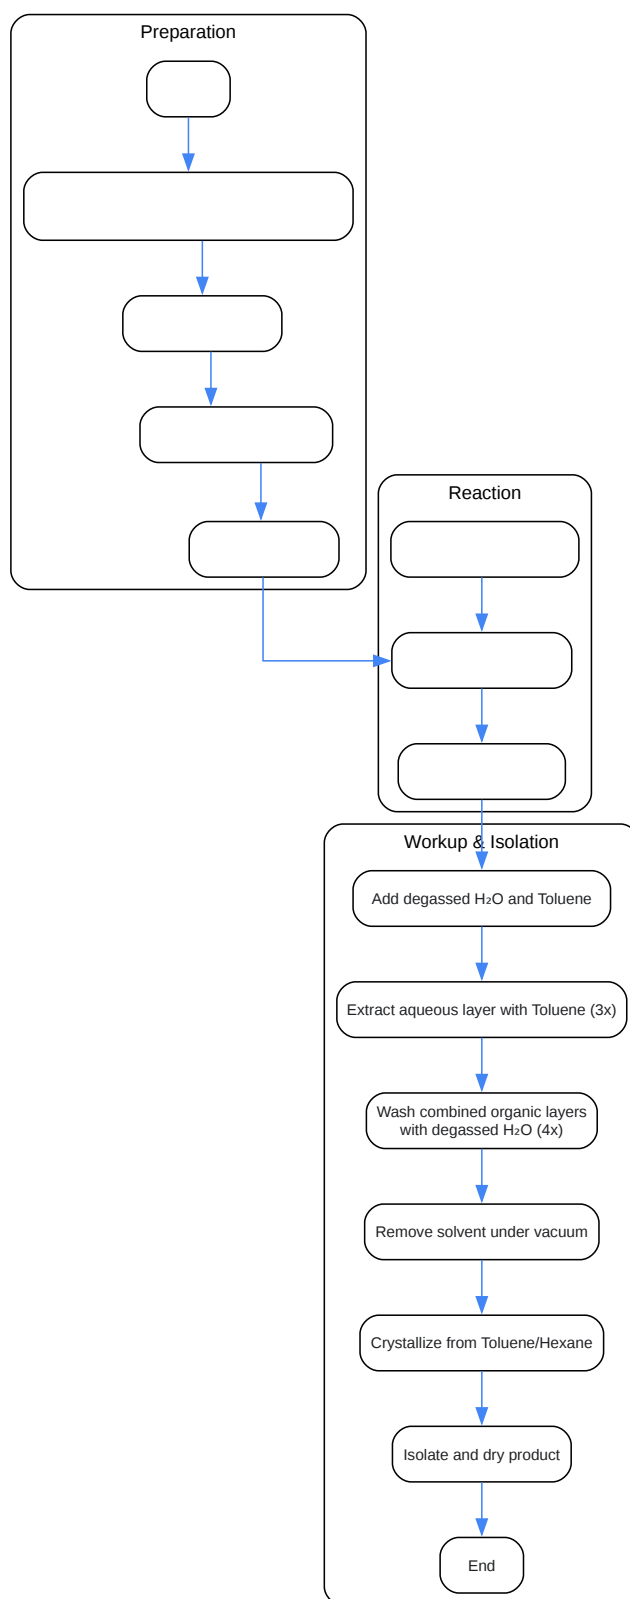 Preparation
Reaction
Workup & Isolation
Add degassed H₂O and Toluene
Extract aqueous layer with Toluene (3x)
Wash combined organic layers
with degassed H₂O (4x)
Remove solvent under vacuum
Crystallize from Toluene/Hexane
Isolate and dry product
End